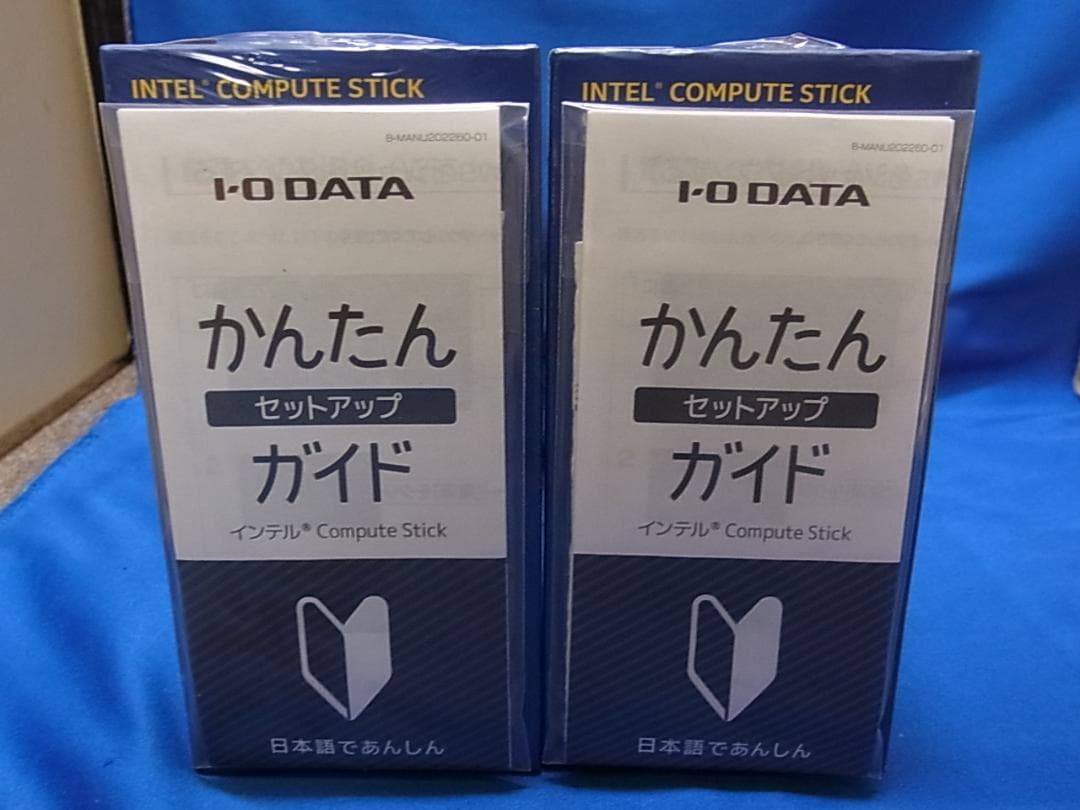 INTEL® COMPUTE STICK
B-MANU202260-01
I-O DATA
かんたん
セットアップ
ガイド
インテル® Compute Stick
日本語であんしん
INTEL® COMPUTE STICK
B-MANU202260-01
I-O DATA
かんたん
セットアップ
ガイド
インテル® Compute Stick
日本語であんしん